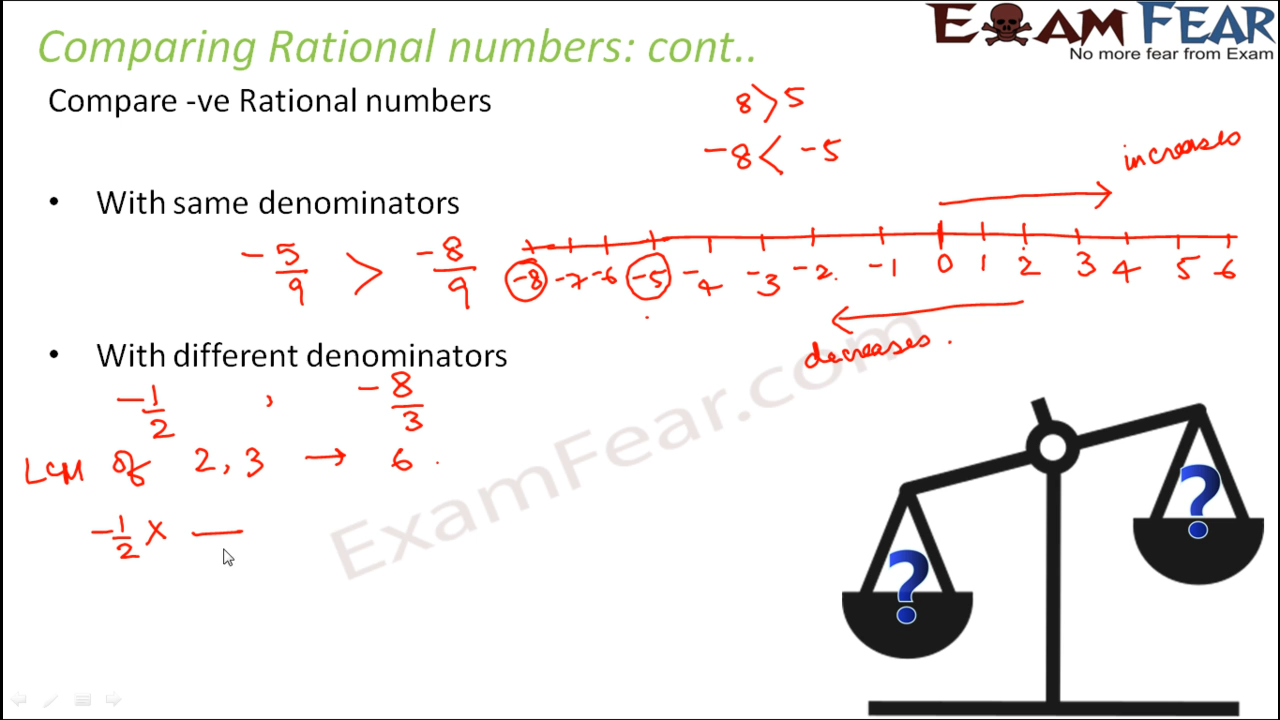 Comparing Rational numbers: cont..
EXAM FEAR
No more fear from Exam
Compare -ve Rational numbers
8 > 5
-8 < -5
increases
• With same denominators
-5/9 > -8/9
-8 -7 -6 -5 -4 -3 -2 -1 0 1 2 3 4 5 6
decreases
• With different denominators
-1/2 , -8/3
LCM of 2, 3 → 6
-1/2 ×
ExamFear.com
?
?